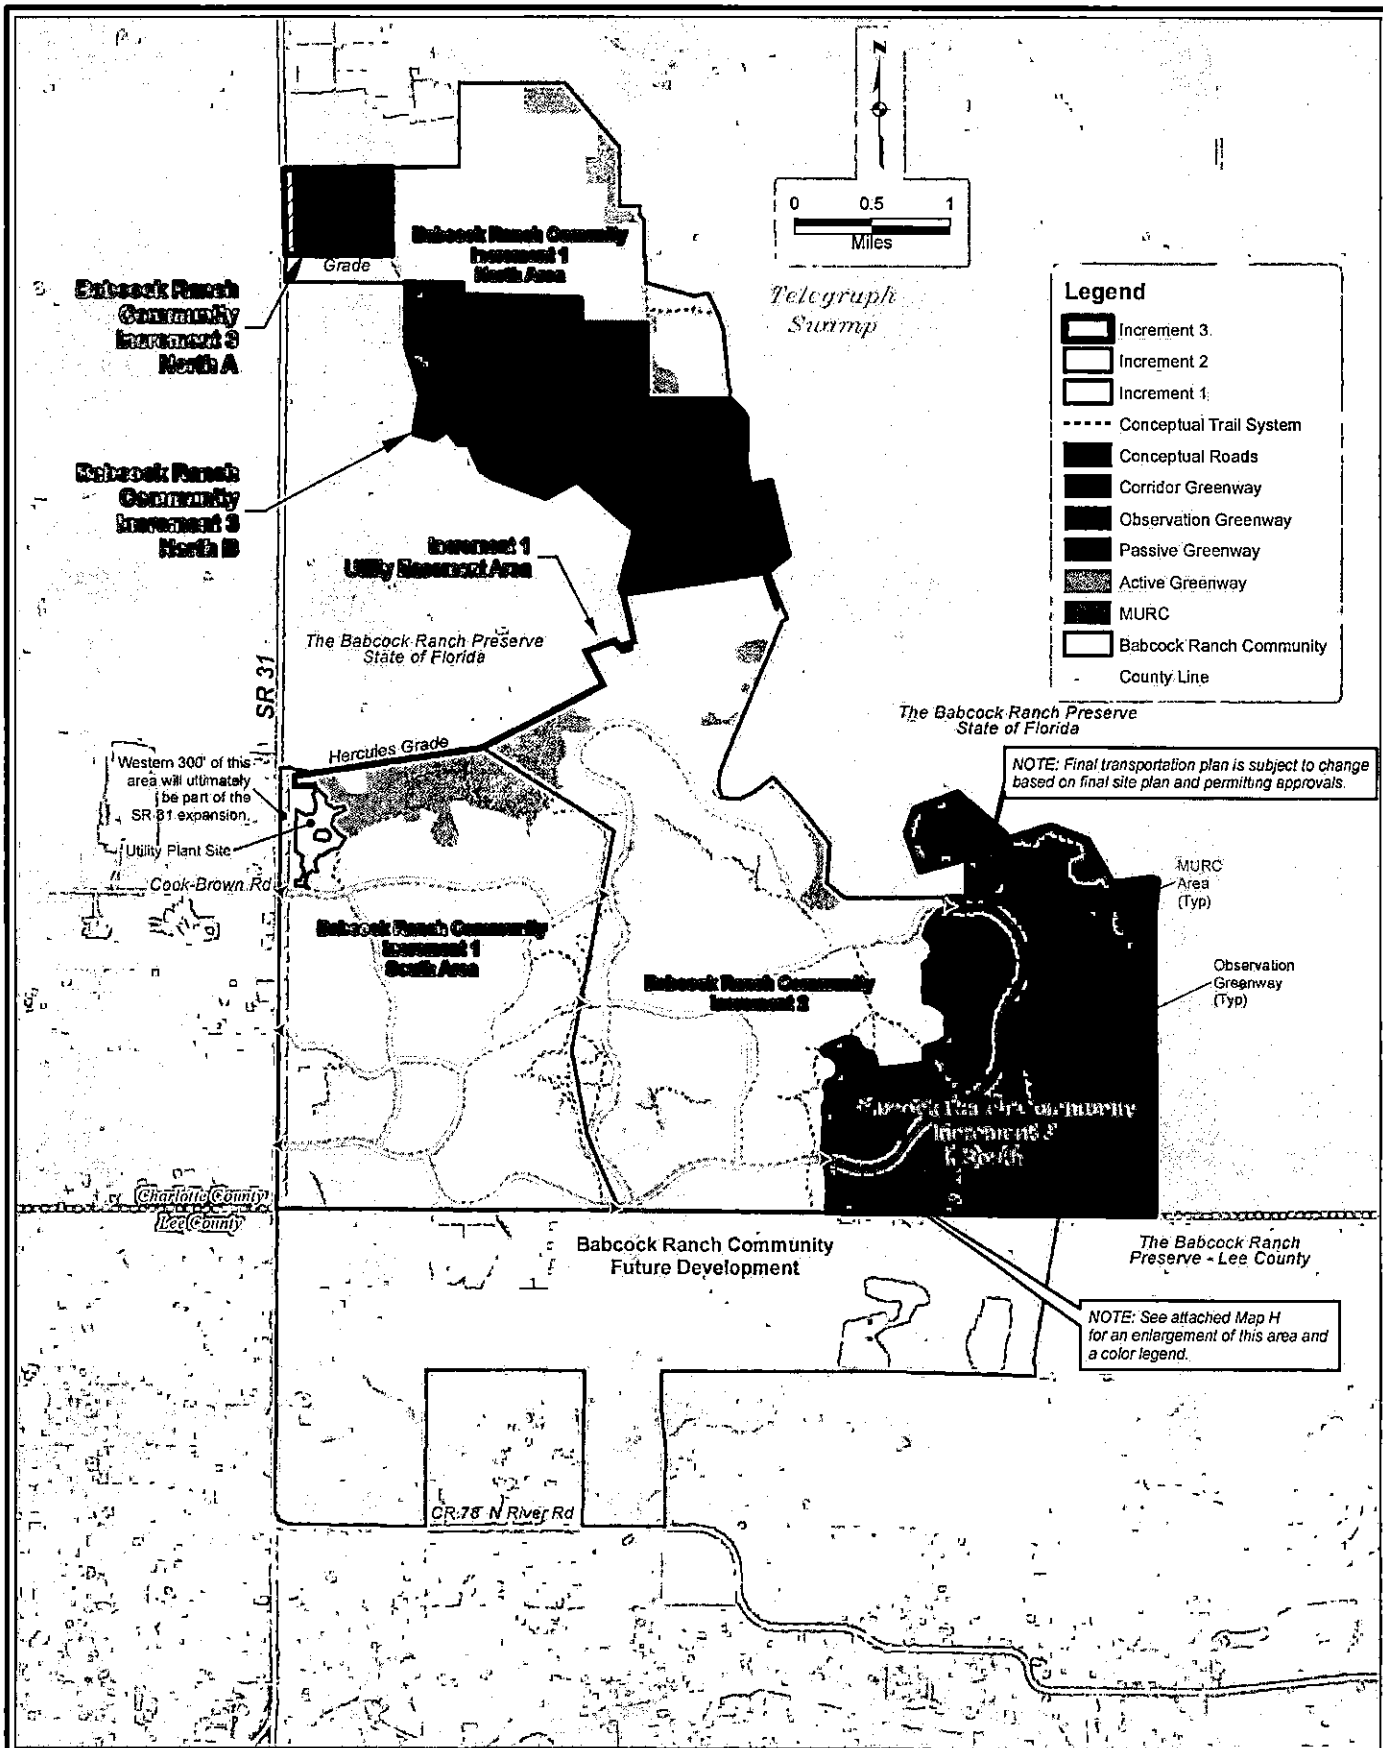 N
0 0.5 1
Miles
Telegraph
Swamp
Babcock Ranch Community
Increment 1
North Area
Grade
Babcock Ranch
Community
Increment 3
North A
Babcock Ranch
Community
Increment 3
North B
Legend
Increment 3
Increment 2
Increment 1
Conceptual Trail System
Conceptual Roads
Corridor Greenway
Observation Greenway
Passive Greenway
Active Greenway
MURC
Babcock Ranch Community
County Line
Increment 1
Utility Easement Area
The Babcock Ranch Preserve
State of Florida
SR 31
Hercules Grade
The Babcock Ranch Preserve
State of Florida
NOTE: Final transportation plan is subject to change
based on final site plan and permitting approvals.
Western 300' of this
area will ultimately
be part of the
SR 31 expansion.
Utility Plant Site
Cook-Brown Rd
MURC
Area
(Typ)
Babcock Ranch Community
Increment 1
South Area
Observation
Greenway
(Typ)
Babcock Ranch Community
Increment 2
Babcock Ranch Community
Increment 3
South
Charlotte County
Lee County
Babcock Ranch Community
Future Development
The Babcock Ranch
Preserve - Lee County
NOTE: See attached Map H
for an enlargement of this area and
a color legend.
CR 78 N River Rd